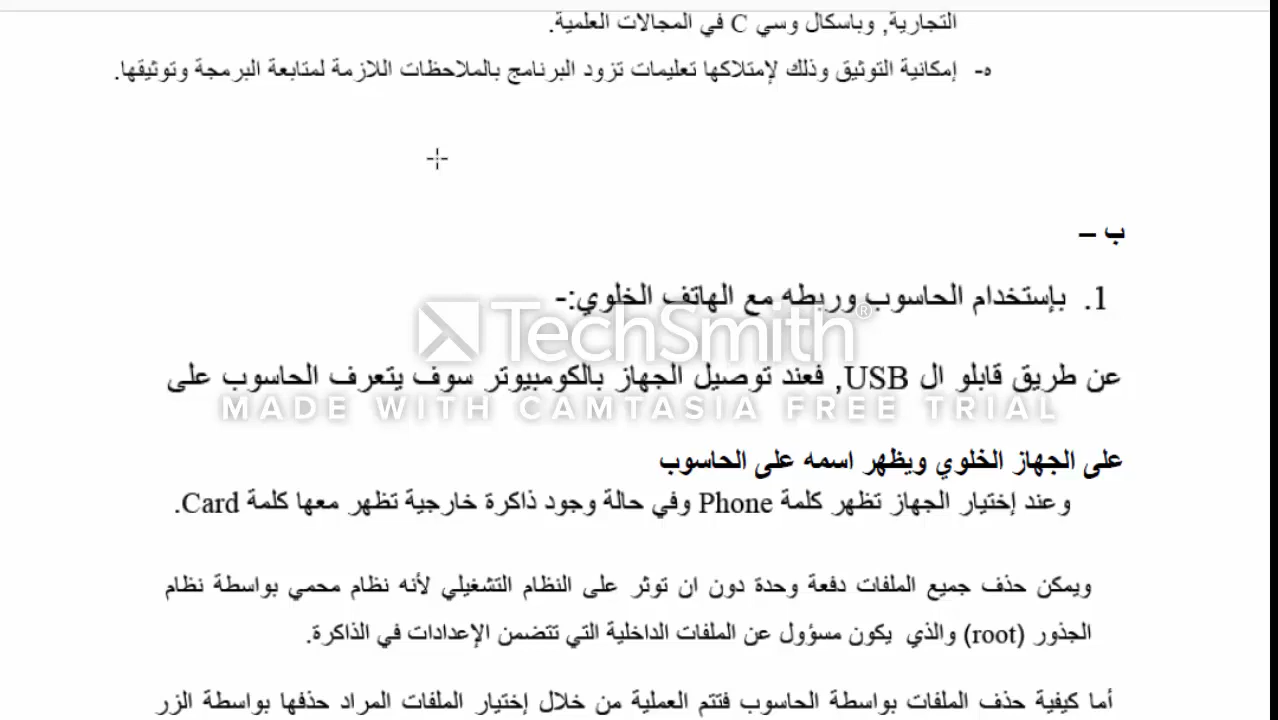 التجارية, وباسكال وسي C في المجالات العلمية.
٥- إمكانية التوثيق وذلك لإمتلاكها تعليمات تزود البرنامج بالملاحظات اللازمة لمتابعة البرمجة وتوثيقها.
ب –
1. بإستخدام الحاسوب وربطه مع الهاتف الخلوي:-
TechSmith®
عن طريق قابلو ال USB, فعند توصيل الجهاز بالكومبيوتر سوف يتعرف الحاسوب على
MADE WITH CAMTASIA FREE TRIAL
على الجهاز الخلوي ويظهر اسمه على الحاسوب
وعند إختيار الجهاز تظهر كلمة Phone وفي حالة وجود ذاكرة خارجية تظهر معها كلمة Card.
ويمكن حذف جميع الملفات دفعة وحدة دون ان توثر على النظام التشغيلي لأنه نظام محمي بواسطة نظام
الجذور (root) والذي يكون مسؤول عن الملفات الداخلية التي تتضمن الإعدادات في الذاكرة.
أما كيفية حذف الملفات بواسطة الحاسوب فتتم العملية من خلال إختيار الملفات المراد حذفها بواسطة الزر